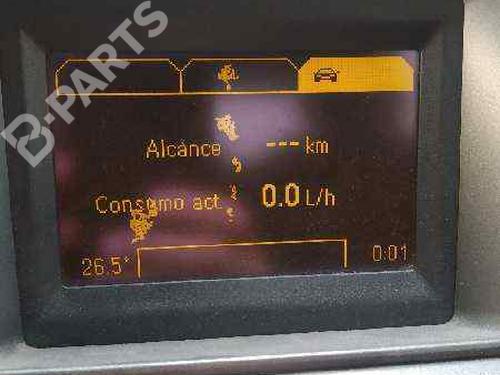 B-PARTS
Alcance --- km
Consumo act. 0.0 L/h
26.5° 0:01